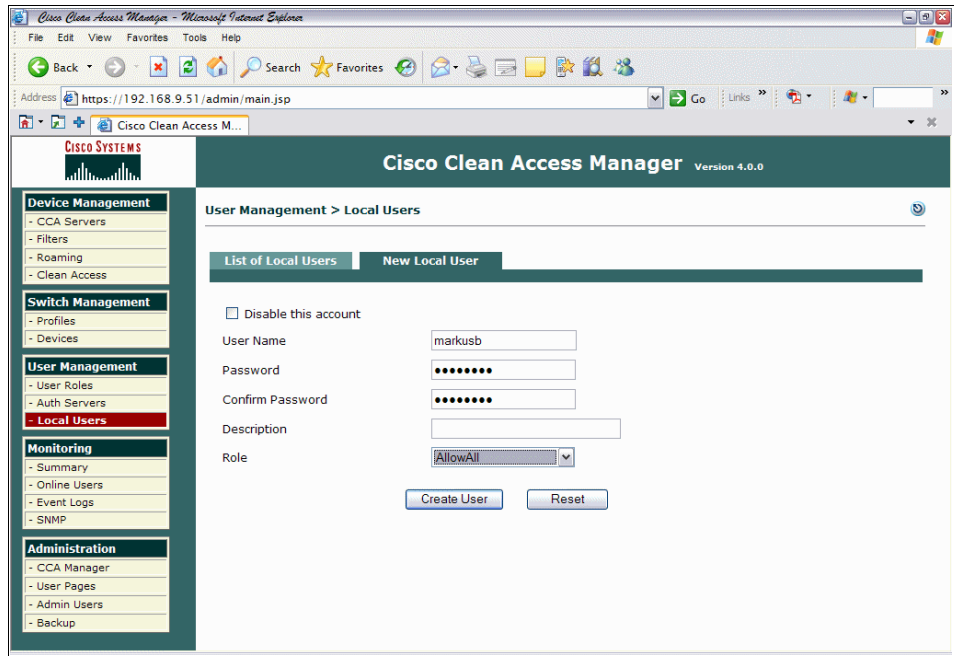 Cisco Clean Access Manager - Microsoft Internet Explorer
File Edit View Favorites Tools Help
Back Search Favorites
Address https://192.168.9.51/admin/main.jsp Go Links »
Cisco Clean Access M...
CISCO SYSTEMS
Cisco Clean Access Manager Version 4.0.0
Device Management
- CCA Servers
- Filters
- Roaming
- Clean Access
Switch Management
- Profiles
- Devices
User Management
- User Roles
- Auth Servers
- Local Users
Monitoring
- Summary
- Online Users
- Event Logs
- SNMP
Administration
- CCA Manager
- User Pages
- Admin Users
- Backup
User Management > Local Users
List of Local Users New Local User
Disable this account
User Name markusb
Password ••••••••
Confirm Password ••••••••
Description
Role AllowAll
Create User Reset